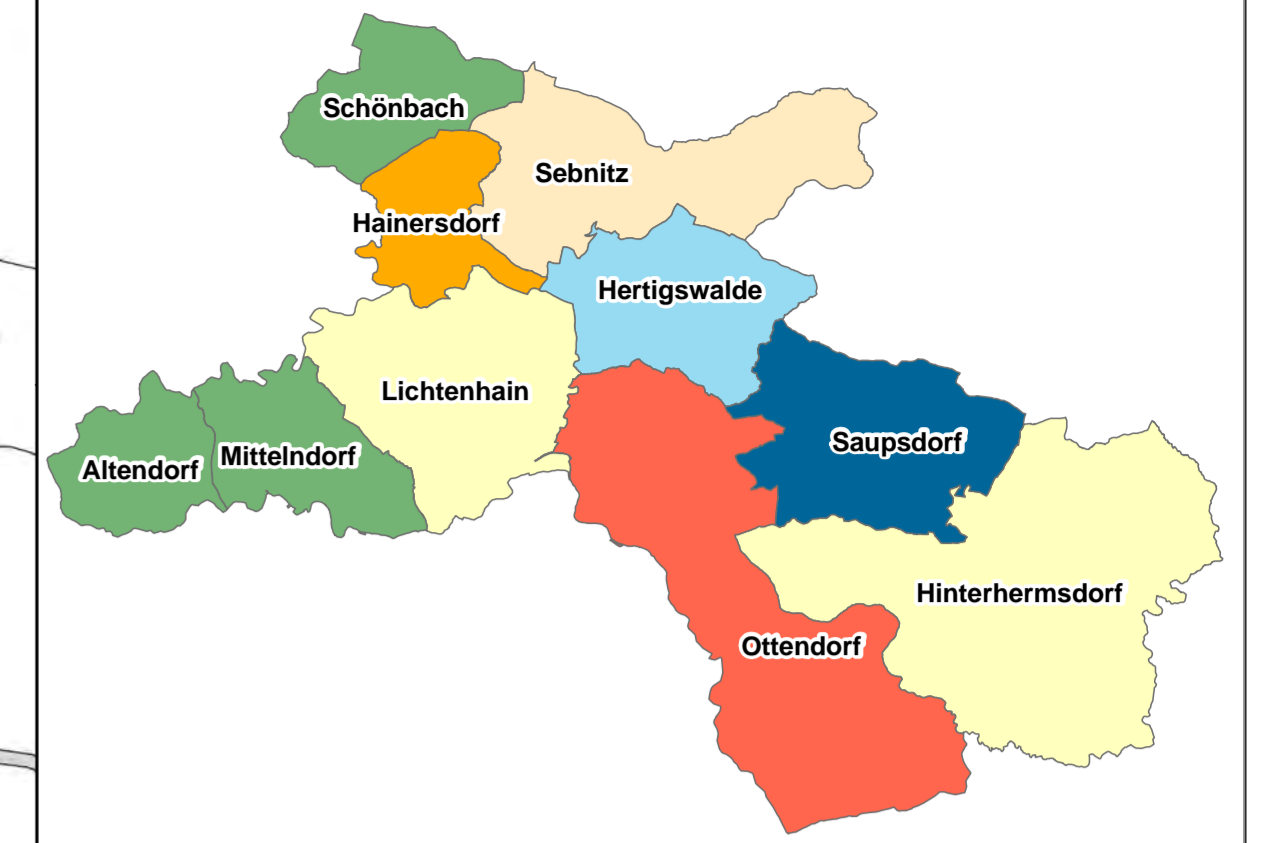 Schönbach
Sebnitz
Hainersdorf
Hertigswalde
Lichtenhain
Saupsdorf
Mittelndorf
Altendorf
Hinterhermsdorf
Ottendorf